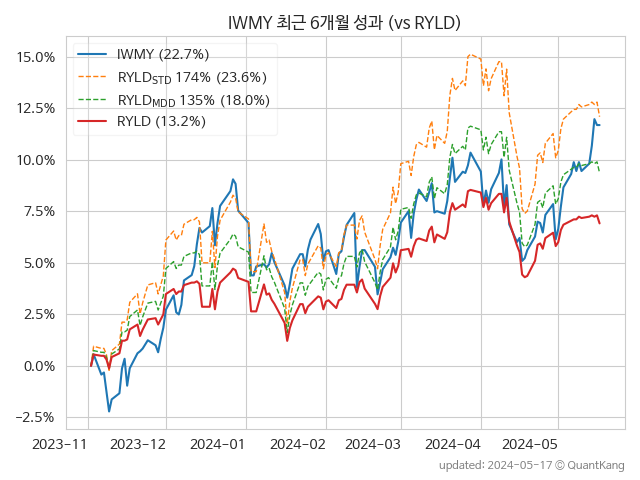 IWMY 최근 6개월 성과 (vs RYLD)
IWMY (22.7%)
RYLD_STD 174% (23.6%)
RYLD_MDD 135% (18.0%)
RYLD (13.2%)
15.0%
12.5%
10.0%
7.5%
5.0%
2.5%
0.0%
−2.5%
2023-11 2023-12 2024-01 2024-02 2024-03 2024-04 2024-05
updated: 2024-05-17 © QuantKang